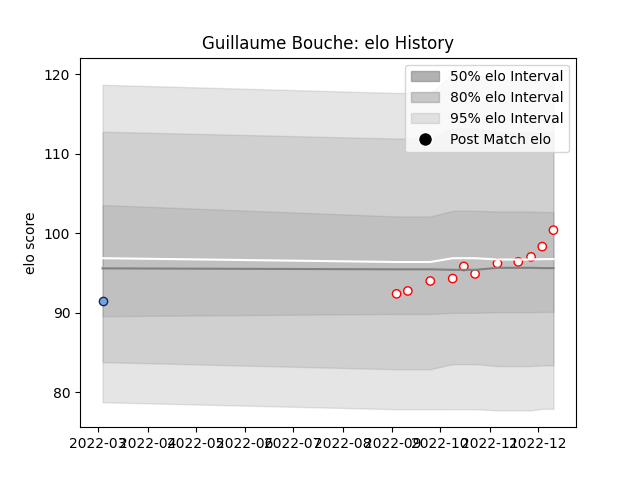 Guillaume Bouche: elo History
120
110
100
90
80
elo score
50% elo Interval
80% elo Interval
95% elo Interval
Post Match elo
2022-03 2022-04 2022-05 2022-06 2022-07 2022-08 2022-09 2022-10 2022-11 2022-12